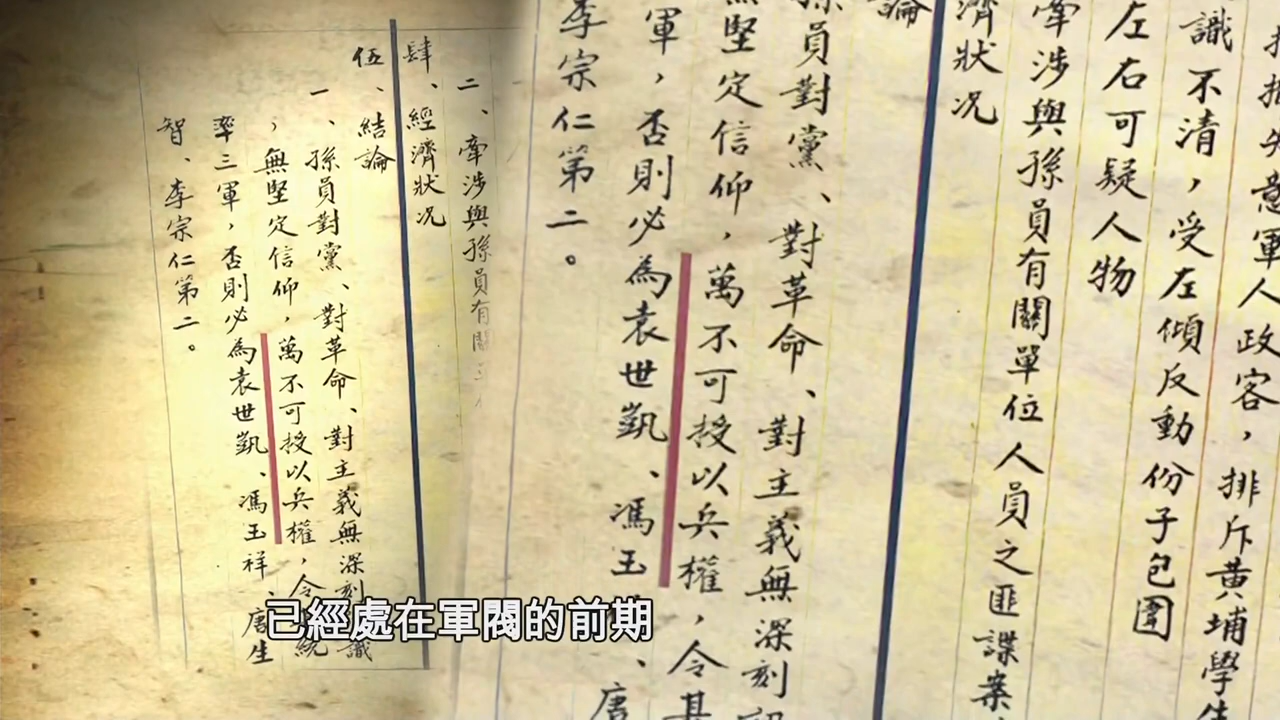 失意軍人政客，排斥黃埔學生
識不清，受左傾反動份子包圍
左右可疑人物
牽涉與孫員有關單位人員之匪諜案
濟狀况
論
孫員對黨、對革命、對主義無深刻
無堅定信仰，萬不可授以兵權，令其
軍，否則必為袁世凱、馮玉、唐
李宗仁第二。
二、牽涉與孫員有關
肆、經濟狀况
伍、結論
一、孫員對黨、對革命、對主義無深刻識
，無堅定信仰，萬不可授以兵權，令統
率三軍，否則必為袁世凱、馮玉祥、唐生
智、李宗仁第二。
已經處在軍閥的前期